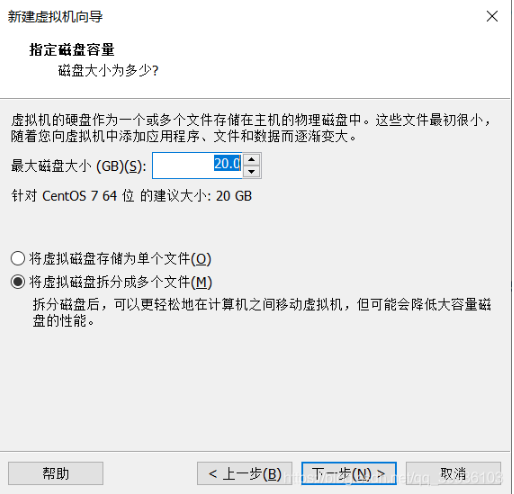 新建虚拟机向导
指定磁盘容量
磁盘大小为多少?
虚拟机的硬盘作为一个或多个文件存储在主机的物理磁盘中。这些文件最初很小，
随着您向虚拟机中添加应用程序、文件和数据而逐渐变大。
最大磁盘大小 (GB)(S): 20.0
针对 CentOS 7 64 位 的建议大小: 20 GB
将虚拟磁盘存储为单个文件(O)
将虚拟磁盘拆分成多个文件(M)
拆分磁盘后，可以更轻松地在计算机之间移动虚拟机，但可能会降低大容量磁
盘的性能。
帮助 < 上一步(B) 下一步(N) > 取消